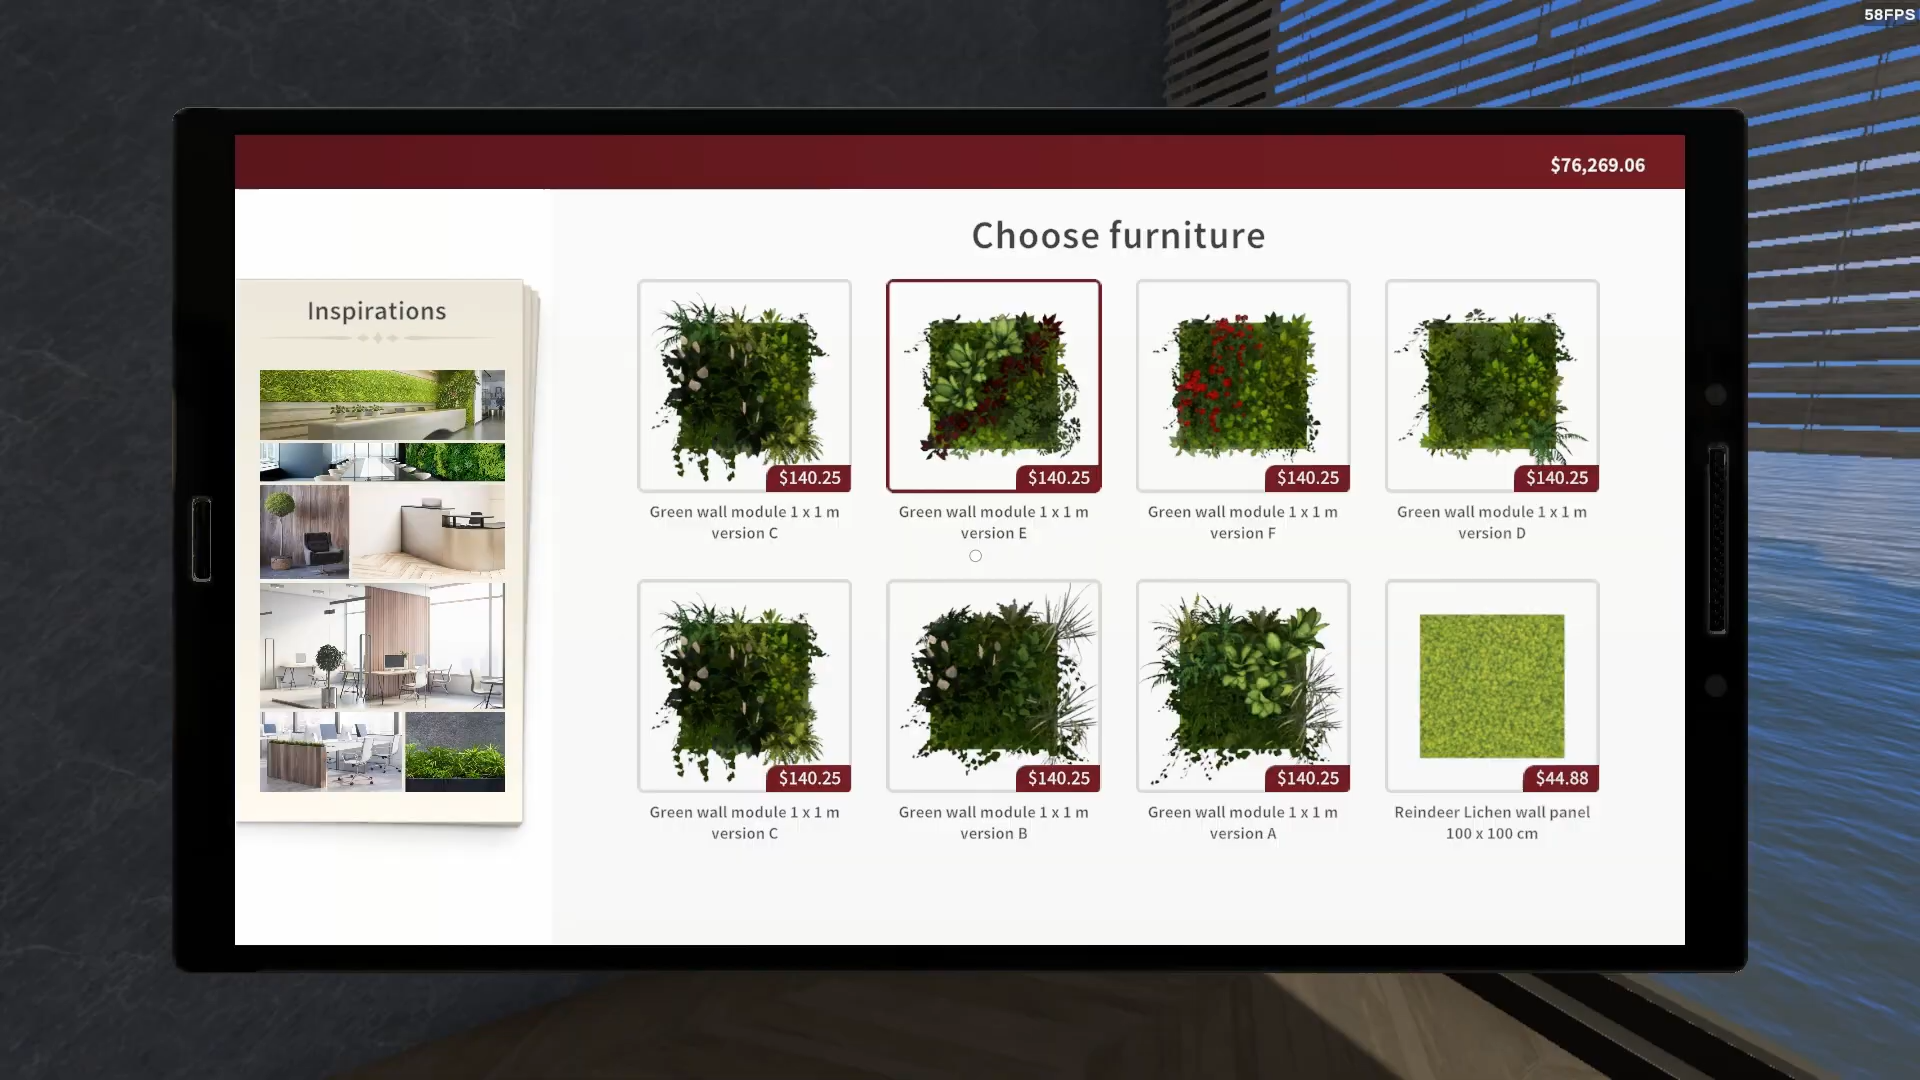 58FPS
$76,269.06
Choose furniture
Inspirations
$140.25
$140.25
$140.25
$140.25
Green wall module 1 x 1 m
version C
Green wall module 1 x 1 m
version E
Green wall module 1 x 1 m
version F
Green wall module 1 x 1 m
version D
$140.25
$140.25
$140.25
$44.88
Green wall module 1 x 1 m
version C
Green wall module 1 x 1 m
version B
Green wall module 1 x 1 m
version A
Reindeer Lichen wall panel
100 x 100 cm